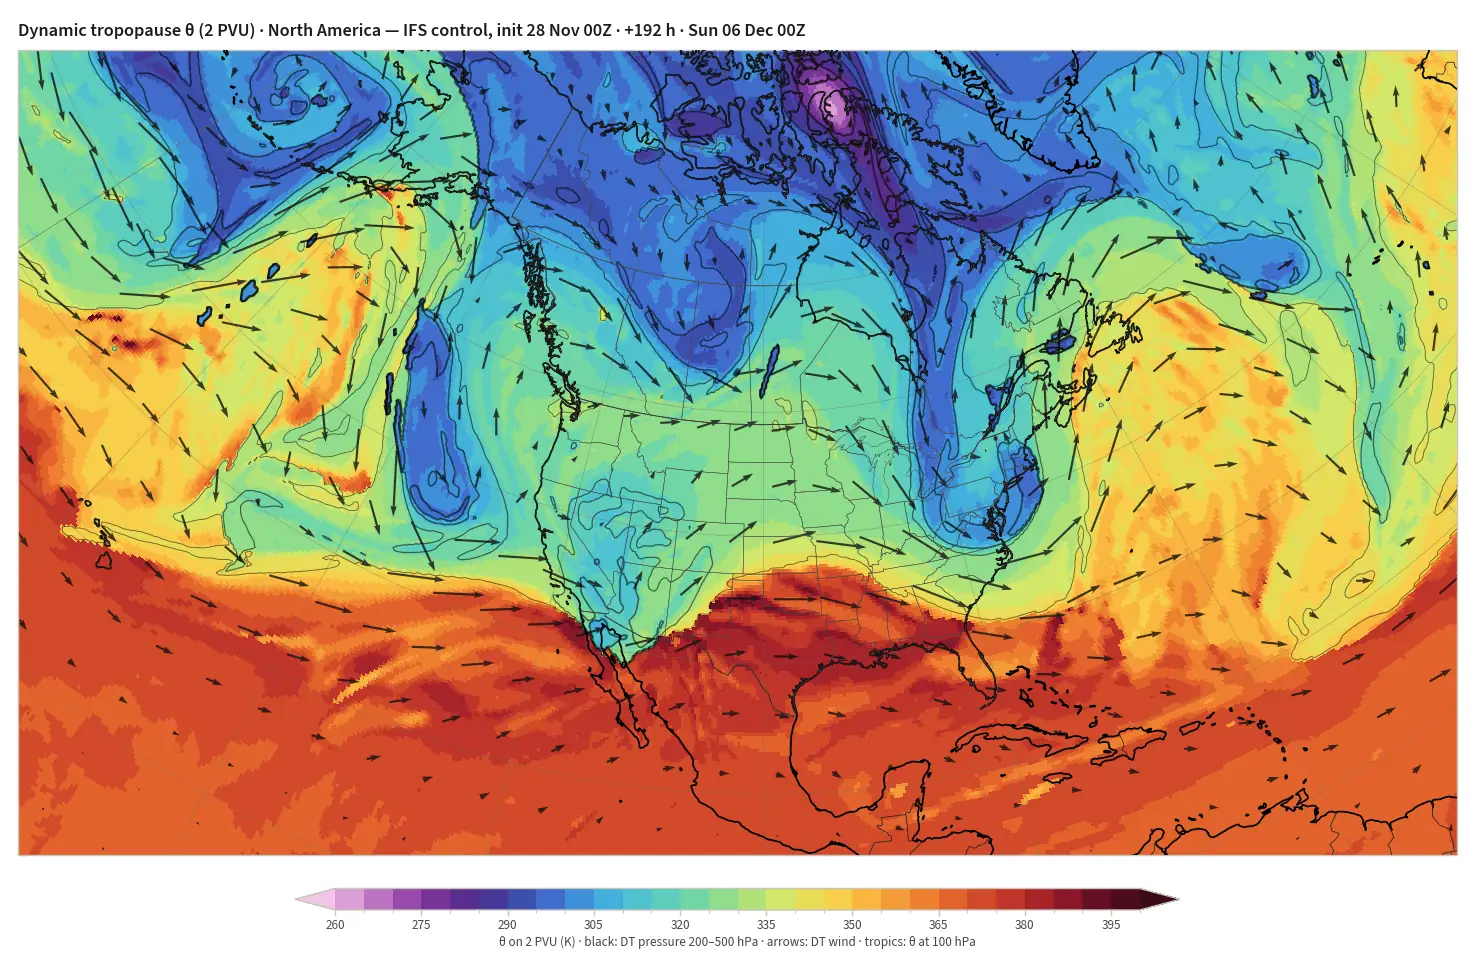 Dynamic tropopause θ (2 PVU) · North America — IFS control, init 28 Nov 00Z · +192 h · Sun 06 Dec 00Z
260 275 290 305 320 335 350 365 380 395
θ on 2 PVU (K) · black: DT pressure 200–500 hPa · arrows: DT wind · tropics: θ at 100 hPa